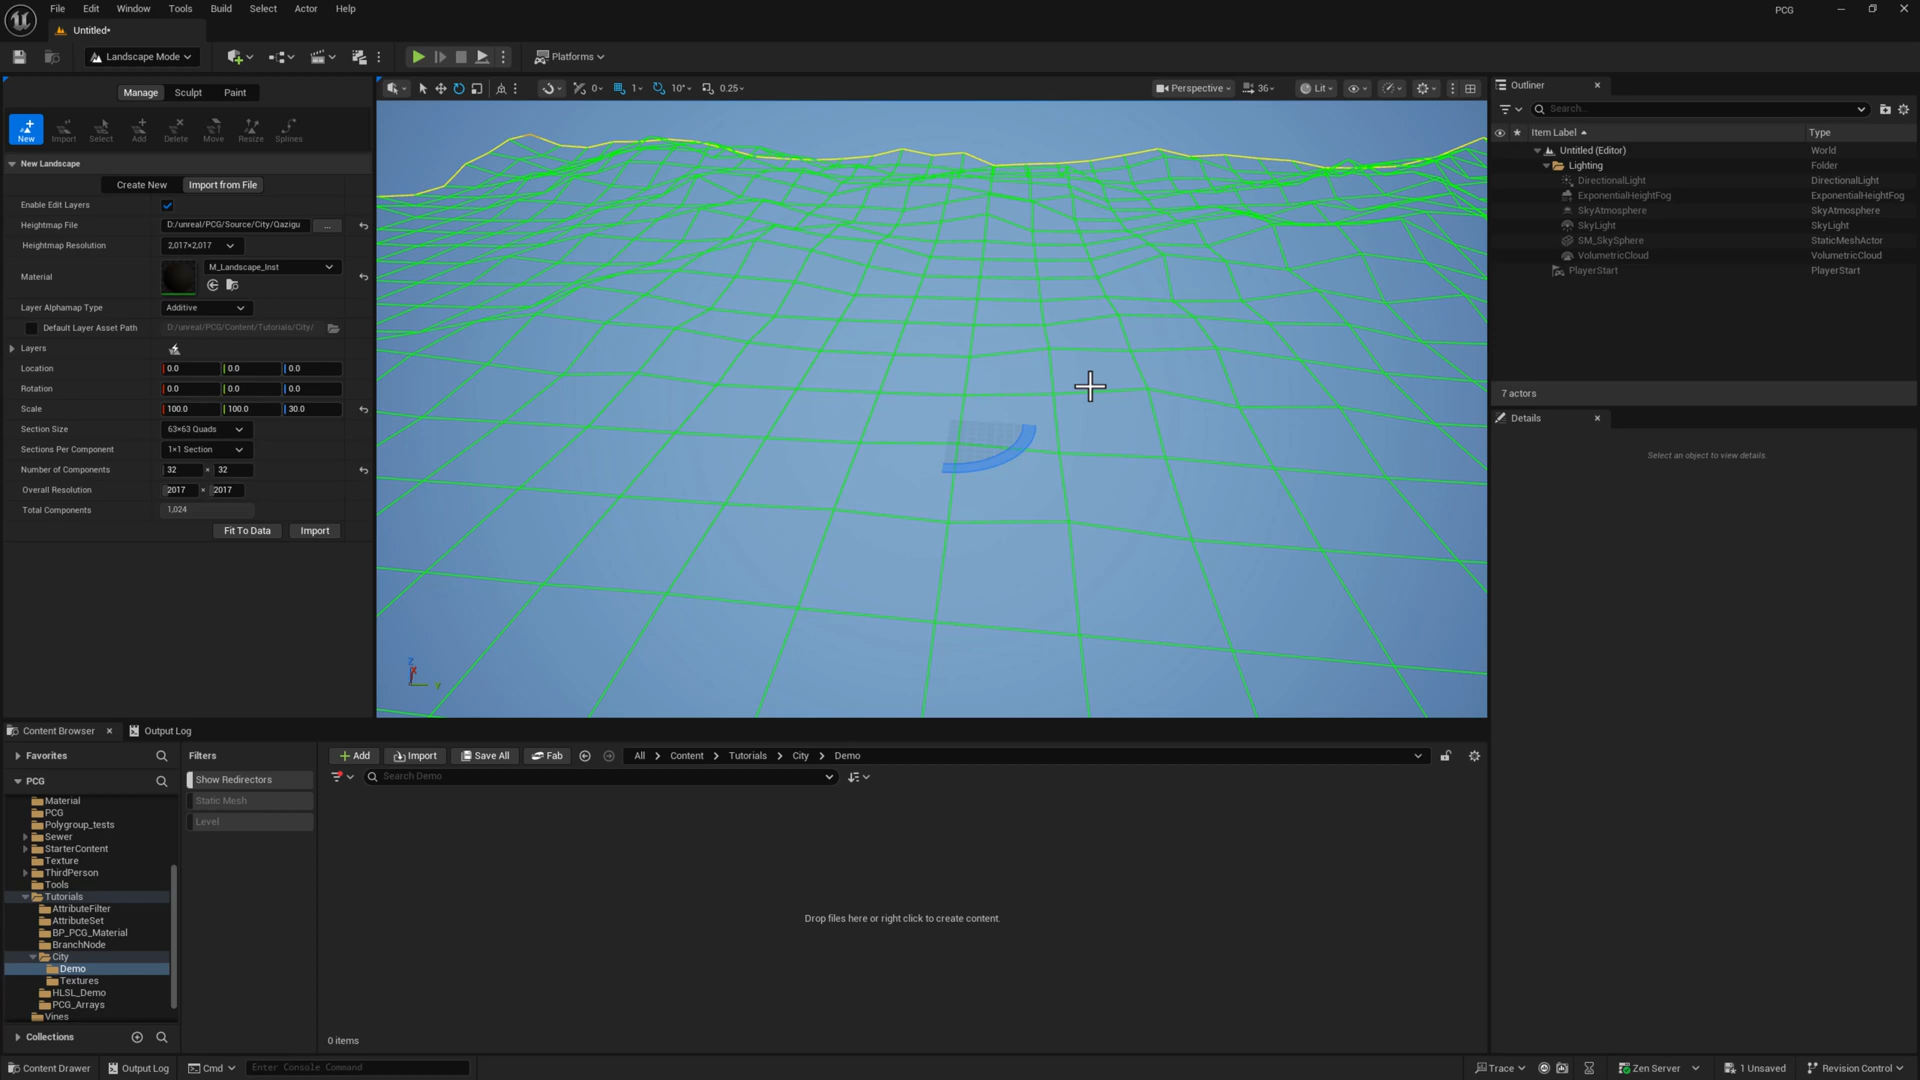 File Edit Window Tools Build Select Actor Help
PCG
Untitled*
Landscape Mode
Platforms
Manage Sculpt Paint
New Import Select Add Delete Move Resize Splines
New Landscape
Create New Import from File
Enable Edit Layers
Heightmap File D:/unreal/PCG/Source/City/Qazigu ...
Heightmap Resolution 2,017×2,017
Material M_Landscape_Inst
Layer Alphamap Type Additive
Default Layer Asset Path D:/unreal/PCG/Content/Tutorials/City/
Layers
Location 0.0 0.0 0.0
Rotation 0.0 0.0 0.0
Scale 100.0 100.0 30.0
Section Size 63×63 Quads
Sections Per Component 1×1 Section
Number of Components 32 × 32
Overall Resolution 2017 × 2017
Total Components 1,024
Fit To Data Import
0 1 10° 0.25
Perspective 36 Lit
Z
X
Y
Outliner
Search...
Item Label Type
Untitled (Editor) World
Lighting Folder
DirectionalLight DirectionalLight
ExponentialHeightFog ExponentialHeightFog
SkyAtmosphere SkyAtmosphere
SkyLight SkyLight
SM_SkySphere StaticMeshActor
VolumetricCloud VolumetricCloud
PlayerStart PlayerStart
7 actors
Details
Select an object to view details.
Content Browser Output Log
Favorites
PCG
Material
PCG
Polygroup_tests
Sewer
StarterContent
Texture
ThirdPerson
Tools
Tutorials
AttributeFilter
AttributeSet
BP_PCG_Material
BranchNode
City
Demo
Textures
HLSL_Demo
PCG_Arrays
Vines
Collections
Filters
Show Redirectors
Static Mesh
Level
Add Import Save All Fab All Content Tutorials City Demo
Search Demo
Drop files here or right click to create content.
0 items
Content Drawer Output Log Cmd Enter Console Command
Trace Zen Server 1 Unsaved Revision Control